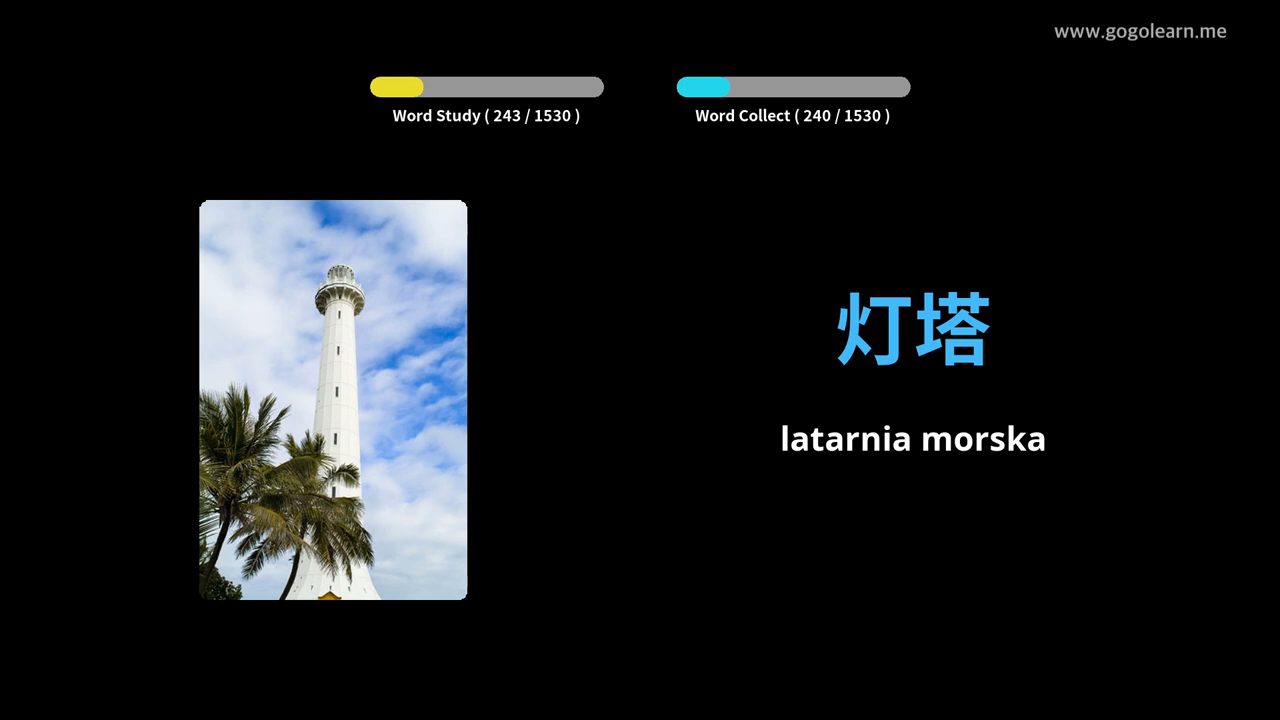 www.gogolearn.me
Word Study ( 243 / 1530 )
Word Collect ( 240 / 1530 )
灯塔
latarnia morska